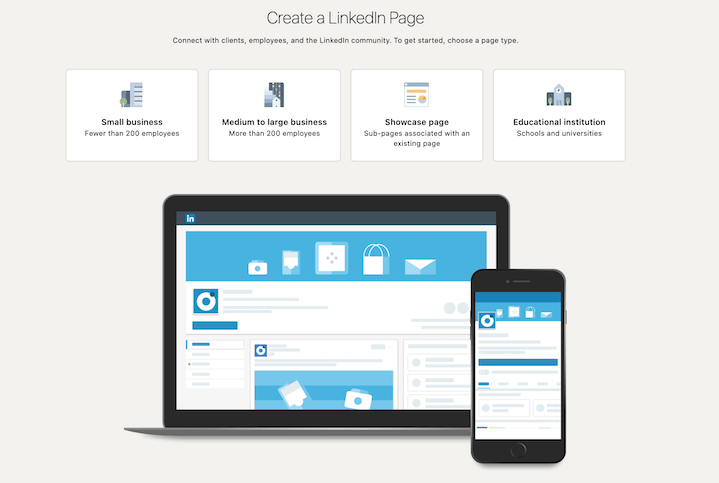 Create a LinkedIn Page
Connect with clients, employees, and the LinkedIn community. To get started, choose a page type.
Small business
Fewer than 200 employees
Medium to large business
More than 200 employees
Showcase page
Sub-pages associated with an
existing page
Educational institution
Schools and universities
in